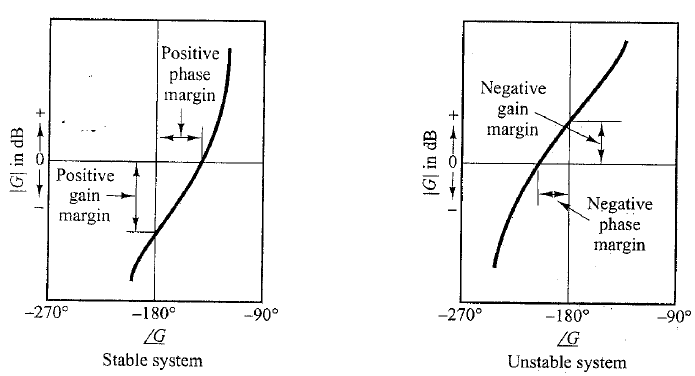 Positive
phase
margin
|G| in dB
+
0
−
Positive
gain
margin
−270°
−180°
−90°
/G
Stable system
Negative
gain
margin
|G| in dB
+
0
−
Negative
phase
margin
−270°
−180°
−90°
/G
Unstable system